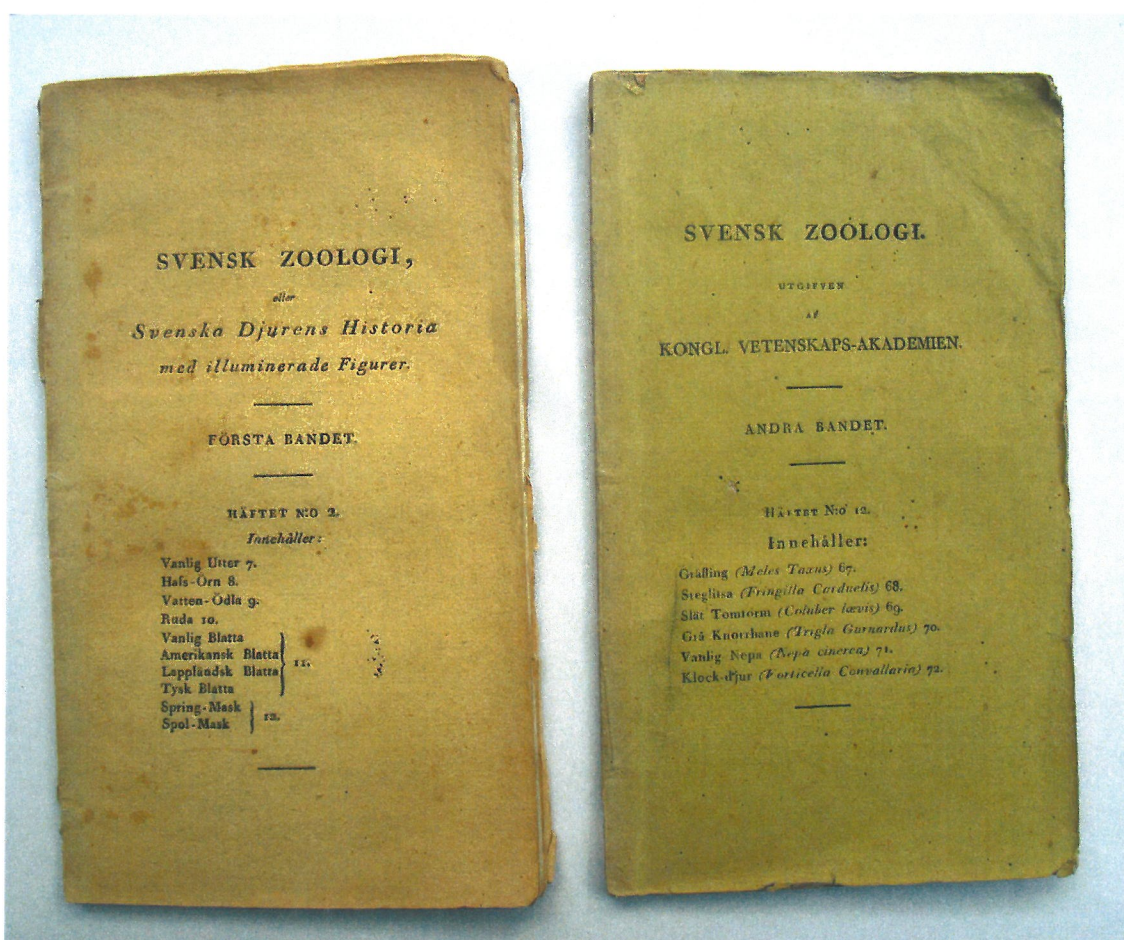 SVENSK ZOOLOGI,
eller
Svenska Djurens Historia
med illuminerade Figurer.
FÖRSTA BANDET.
HÄFTET N:O 2.
Innehåller:
Vanlig Utter 7.
Hafs-Örn 8.
Vatten-Ödla 9.
Ruda 10.
Vanlig Blatta
Amerikansk Blatta
Lappländsk Blatta
Tysk Blatta
11.
Spring-Mask
Spol-Mask
12.
SVENSK ZOOLOGI.
UTGIFVEN
AF
KONGL. VETENSKAPS-AKADEMIEN.
ANDRA BANDET.
HÄFTET N:O 12.
Innehåller:
Gräfling (Meles Taxus) 67.
Steglitsa (Fringilla Carduelis) 68.
Slät Tomtorm (Coluber lævis) 69.
Grå Knorrhane (Trigla Gurnardus) 70.
Vanlig Nepa (Nepa cinerea) 71.
Klock-djur (Vorticella Convallaria) 72.